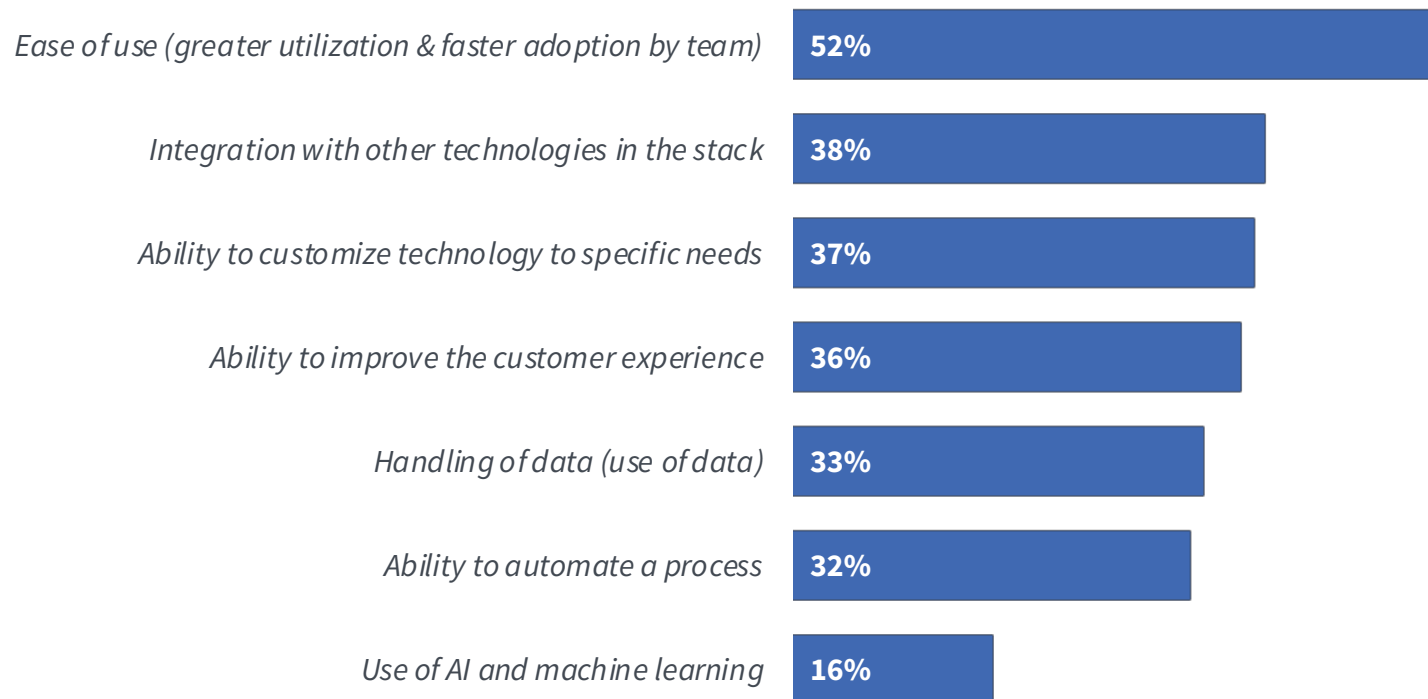 Ease of use (greater utilization & faster adoption by team) 52%
Integration with other technologies in the stack 38%
Ability to customize technology to specific needs 37%
Ability to improve the customer experience 36%
Handling of data (use of data) 33%
Ability to automate a process 32%
Use of AI and machine learning 16%